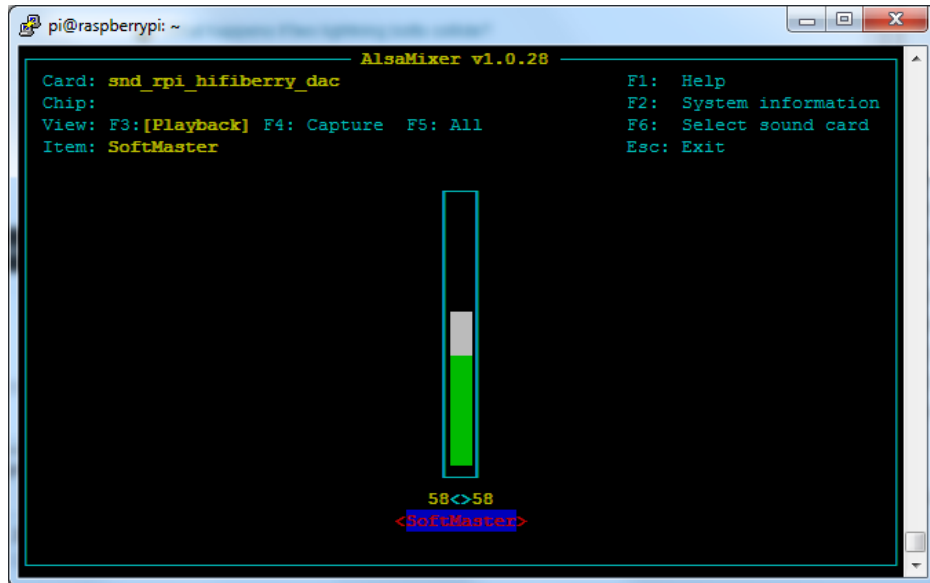 pi@raspberrypi: ~
AlsaMixer v1.0.28
Card: snd_rpi_hifiberry_dac F1: Help
Chip: F2: System information
View: F3:[Playback] F4: Capture F5: All F6: Select sound card
Item: SoftMaster Esc: Exit
58<>58
<SoftMaster>